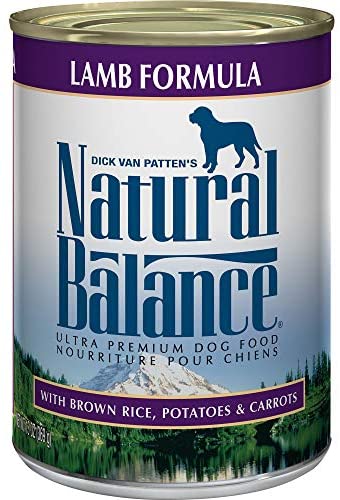 LAMB FORMULA
DICK VAN PATTEN'S
Natural
Balance®
ULTRA PREMIUM DOG FOOD
NOURRITURE POUR CHIENS
WITH BROWN RICE, POTATOES & CARROTS